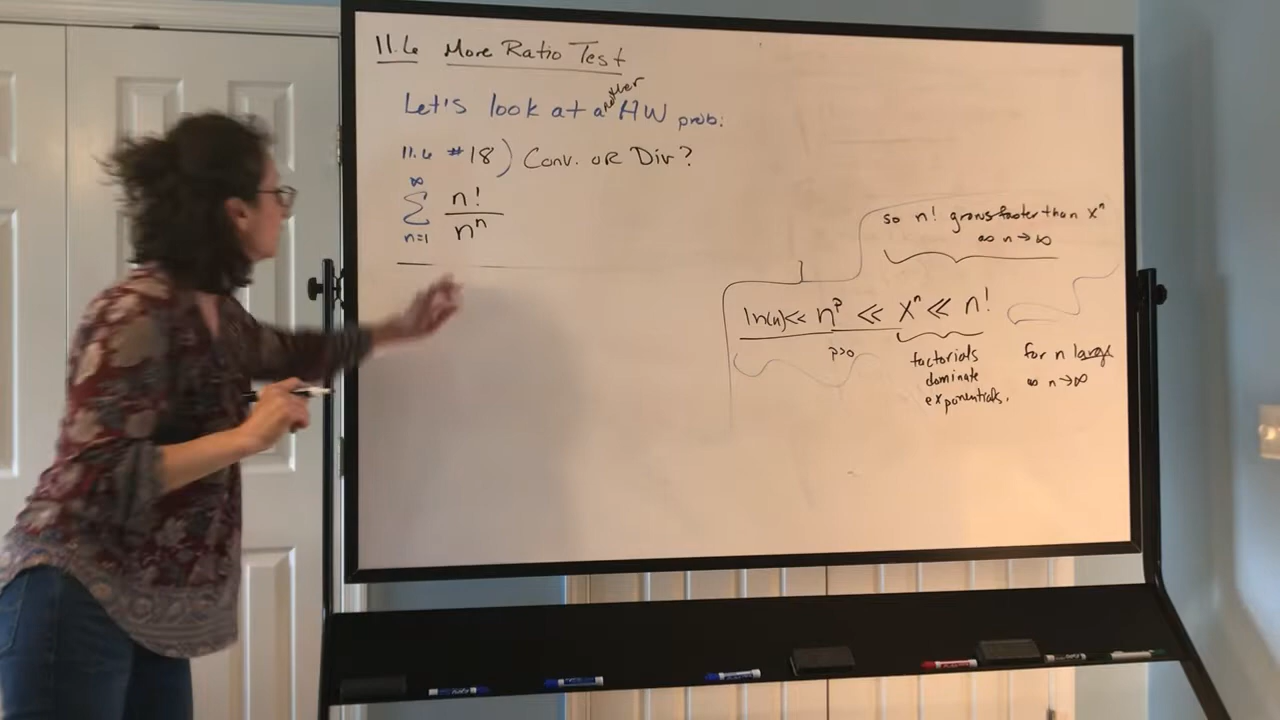 11.6 More Ratio Test
Let's look at another HW prob.
11.6 #18) Conv. OR Div?
∞
Σ n!/nⁿ
n=1
so n! grows faster than xⁿ
as n→∞
ln(n) << nᵖ << xⁿ << n!
p>0
factorials
dominate
exponentials.
for n large
as n→∞